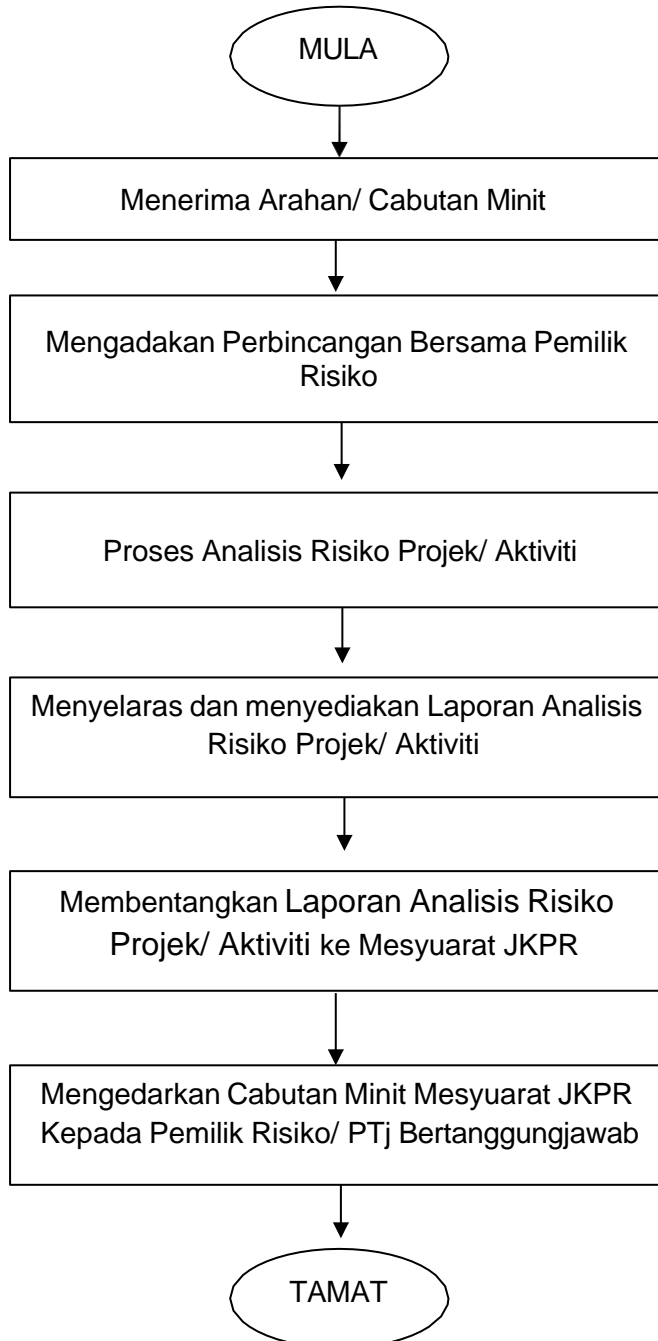 MULA
Menerima Arahan/ Cabutan Minit
Mengadakan Perbincangan Bersama Pemilik
Risiko
Proses Analisis Risiko Projek/ Aktiviti
Menyelaras dan menyediakan Laporan Analisis
Risiko Projek/ Aktiviti
Membentangkan Laporan Analisis Risiko
Projek/ Aktiviti ke Mesyuarat JKPR
Mengedarkan Cabutan Minit Mesyuarat JKPR
Kepada Pemilik Risiko/ PTj Bertanggungjawab
TAMAT